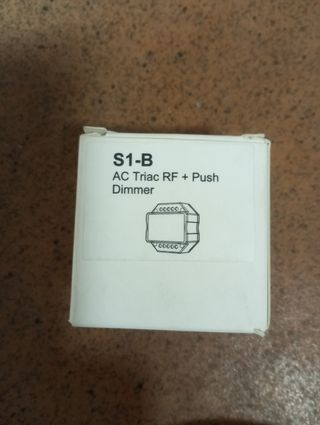 S1-B
AC Triac RF + Push
Dimmer